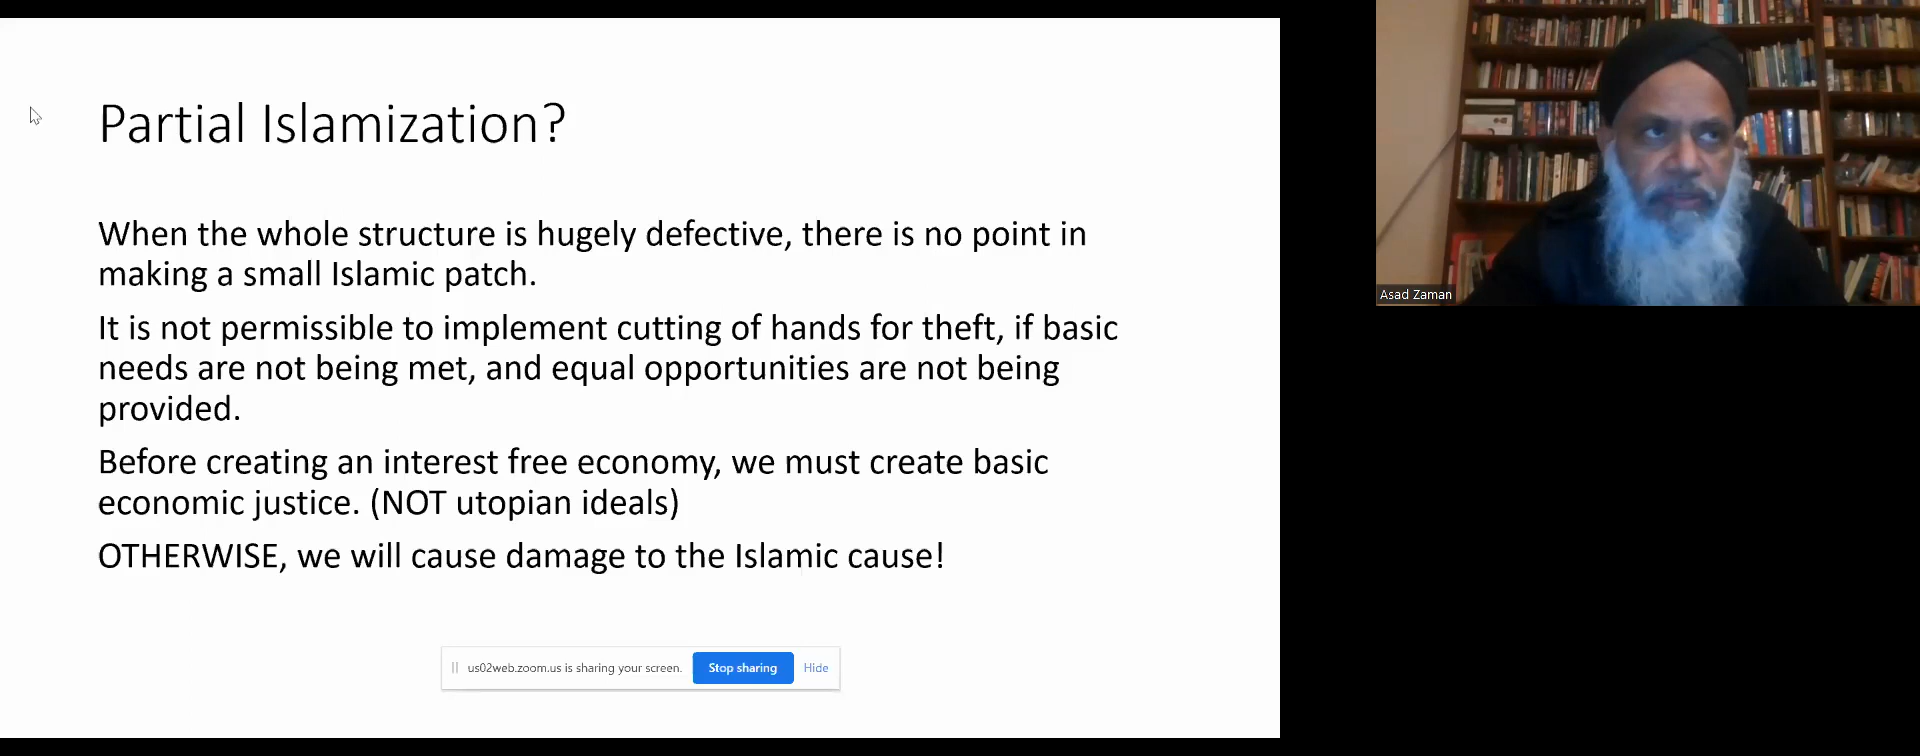 Partial Islamization?
When the whole structure is hugely defective, there is no point in
making a small Islamic patch.
It is not permissible to implement cutting of hands for theft, if basic
needs are not being met, and equal opportunities are not being
provided.
Before creating an interest free economy, we must create basic
economic justice. (NOT utopian ideals)
OTHERWISE, we will cause damage to the Islamic cause!
us02web.zoom.us is sharing your screen. Stop sharing Hide
Asad Zaman